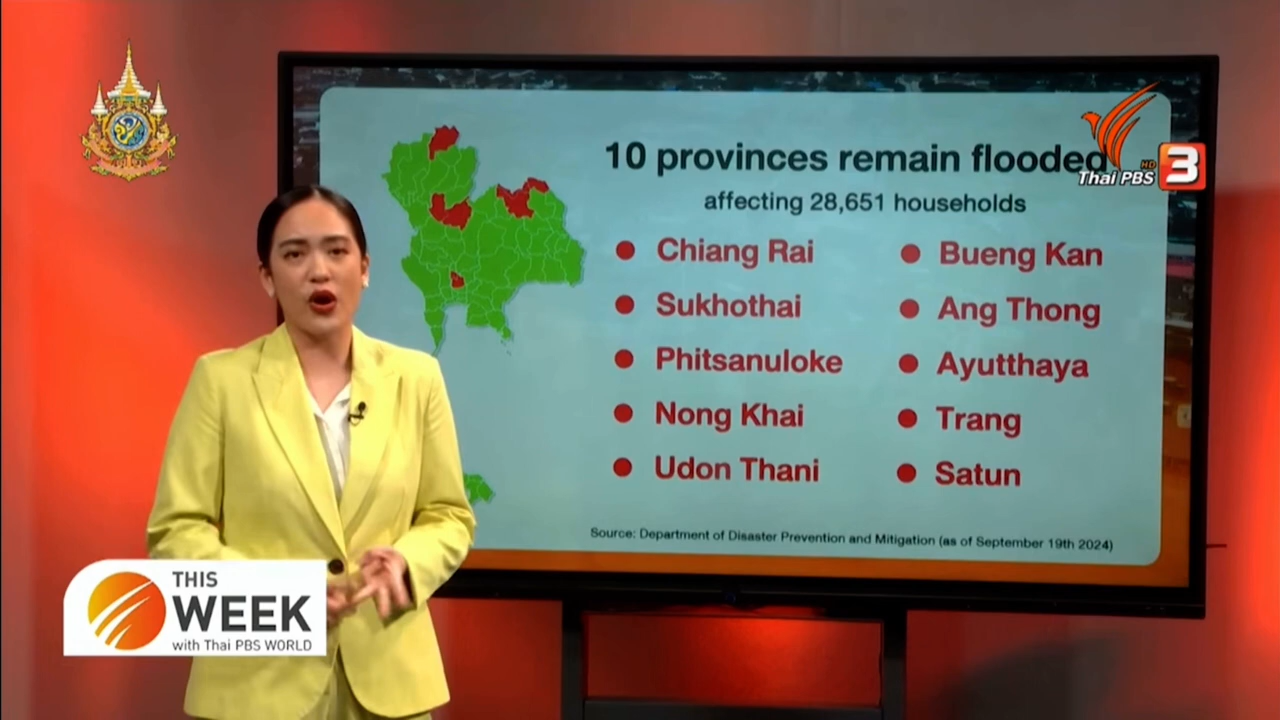 10 provinces remain flooded
affecting 28,651 households
Chiang Rai
Sukhothai
Phitsanuloke
Nong Khai
Udon Thani
Bueng Kan
Ang Thong
Ayutthaya
Trang
Satun
Source: Department of Disaster Prevention and Mitigation (as of September 19th 2024)
HD
Thai PBS 3
THIS
WEEK
with Thai PBS WORLD